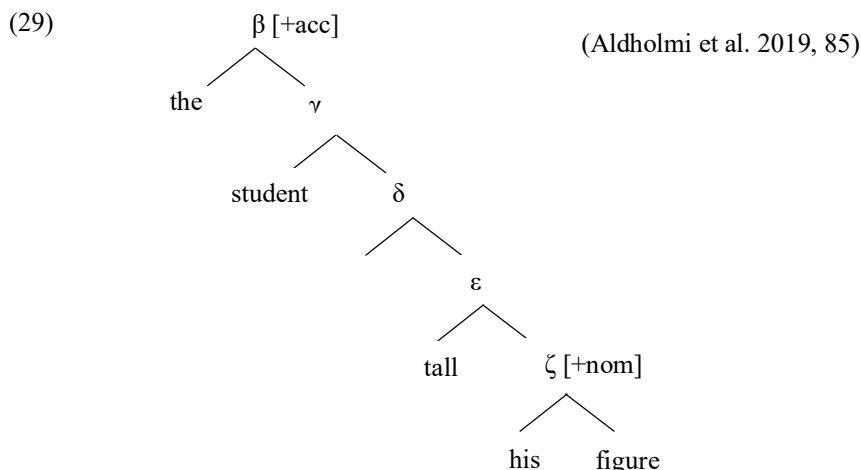 (29)
β [+acc]
(Aldholmi et al. 2019, 85)
the
γ
student
δ
ε
tall
ζ [+nom]
his
figure